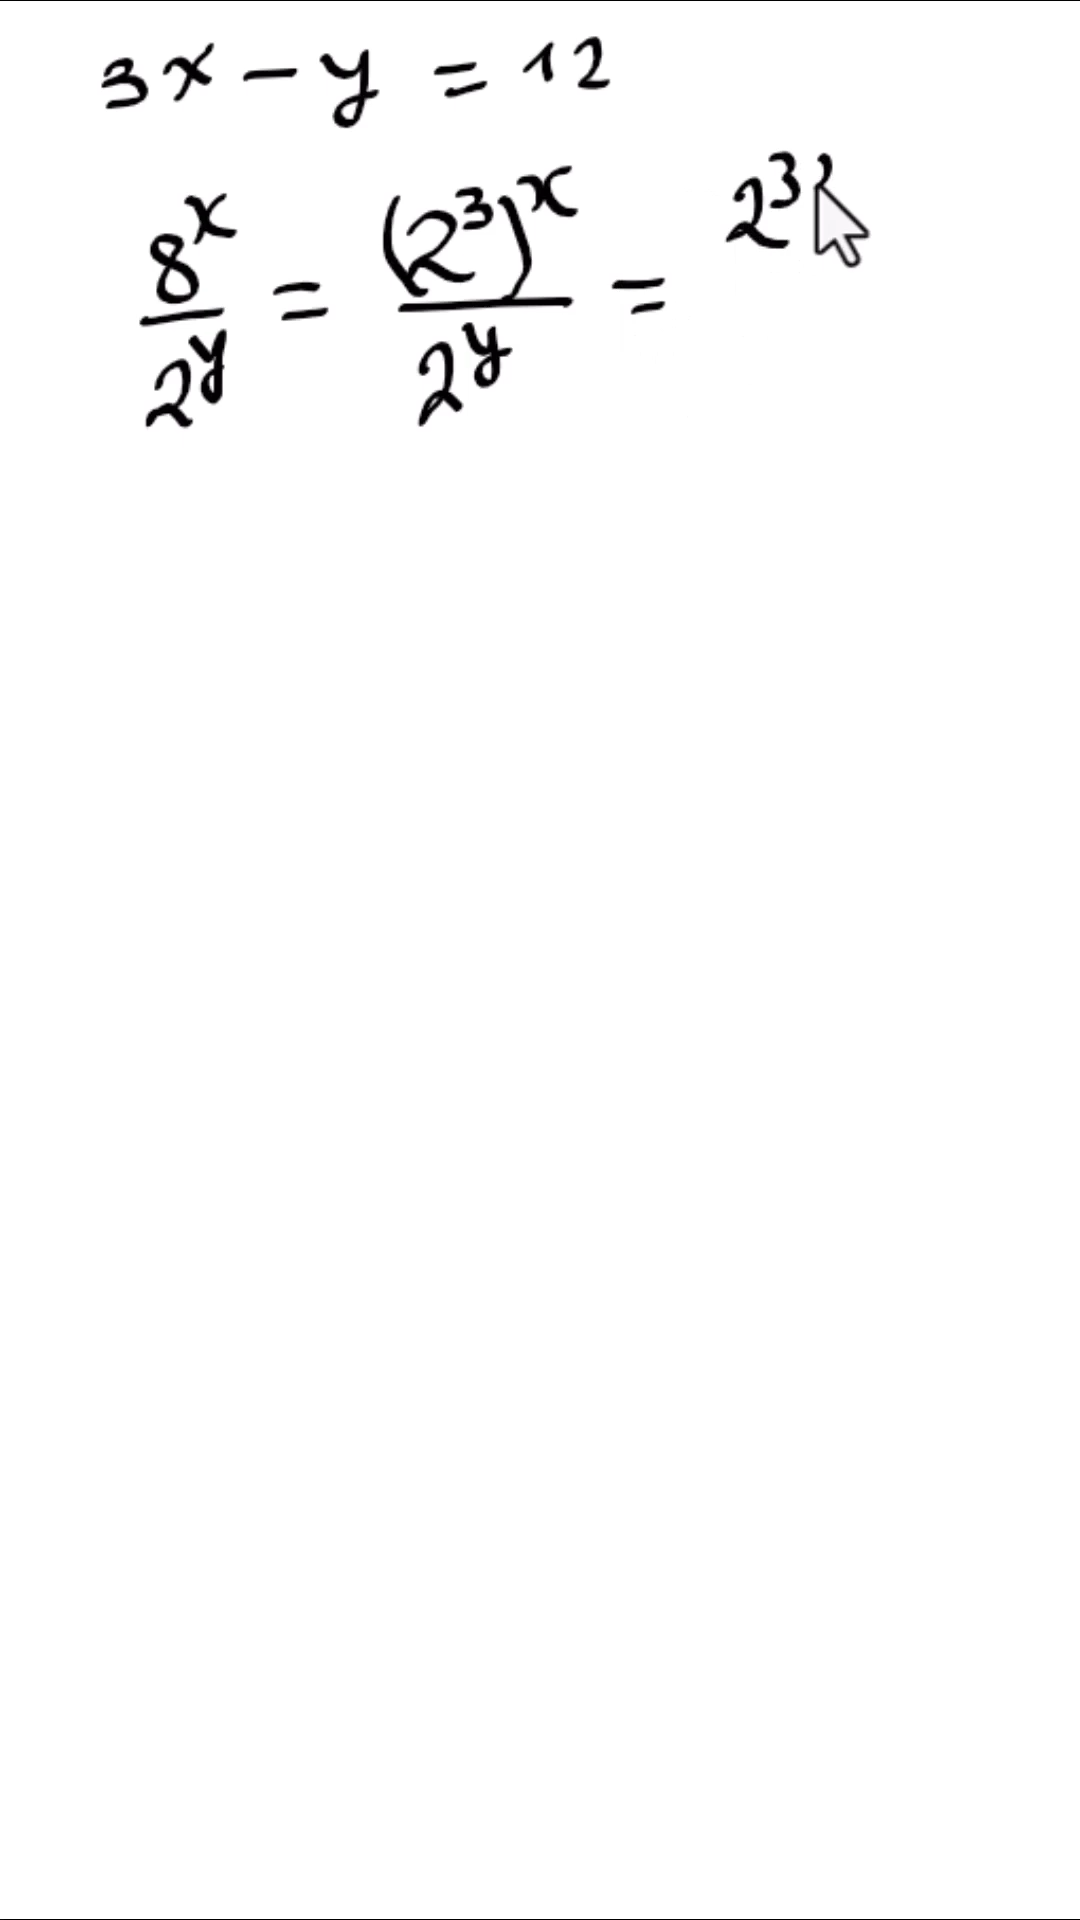 3x - y = 12
8^x / 2^y = (2^3)^x / 2^y = 2^3